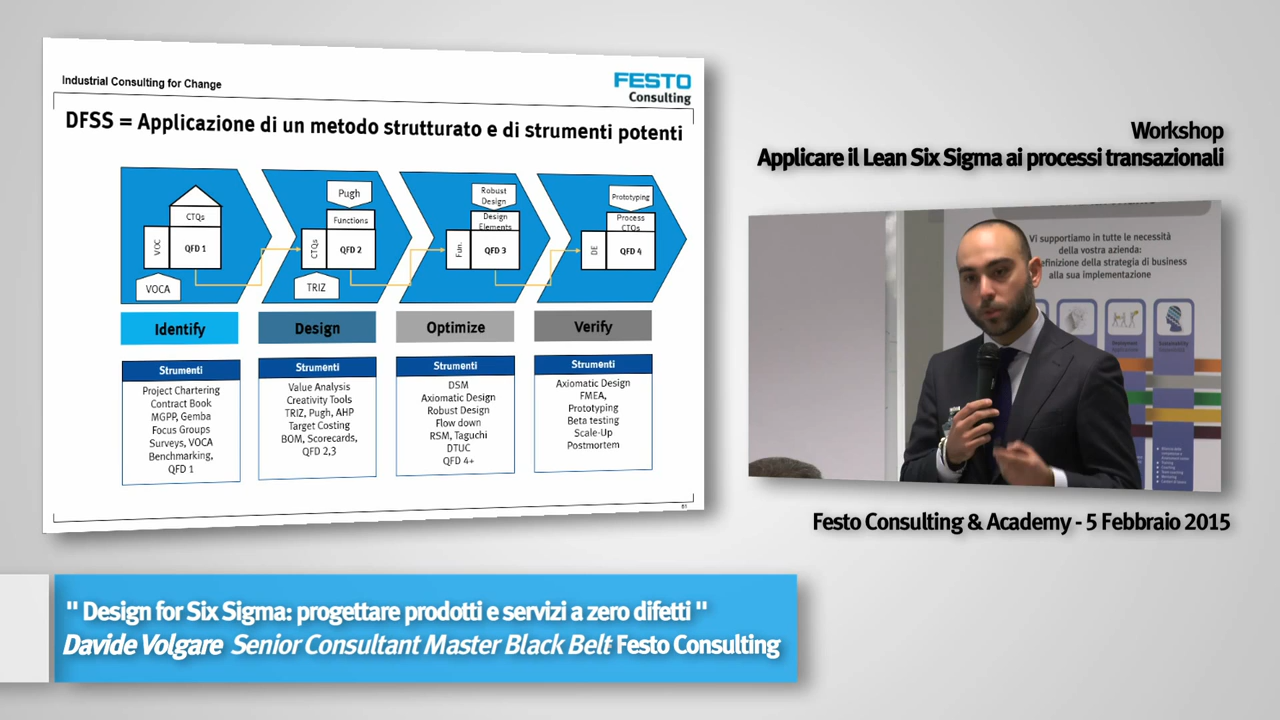 Industrial Consulting for Change
FESTO
Consulting
DFSS = Applicazione di un metodo strutturato e di strumenti potenti
CTQs
VOC
QFD 1
VOCA
Pugh
Functions
CTQs
QFD 2
TRIZ
Robust
Design
Design
Elements
Fun.
QFD 3
Prototyping
Process
CTQs
DE
QFD 4
Identify
Design
Optimize
Verify
Strumenti
Project Chartering
Contract Book
MGPP, Gemba
Focus Groups
Surveys, VOCA
Benchmarking,
QFD 1
Strumenti
Value Analysis
Creativity Tools
TRIZ, Pugh, AHP
Target Costing
BOM, Scorecards,
QFD 2,3
Strumenti
DSM
Axiomatic Design
Robust Design
Flow down
RSM, Taguchi
DTUC
QFD 4+
Strumenti
Axiomatic Design
FMEA,
Prototyping
Beta testing
Scale-Up
Postmortem
Workshop
Applicare il Lean Six Sigma ai processi transazionali
Vi supportiamo in tutte le necessità
della vostra azienda:
efinizione della strategia di business
alla sua implementazione
Festo Consulting & Academy - 5 Febbraio 2015
" Design for Six Sigma: progettare prodotti e servizi a zero difetti "
Davide Volgare Senior Consultant Master Black Belt Festo Consulting